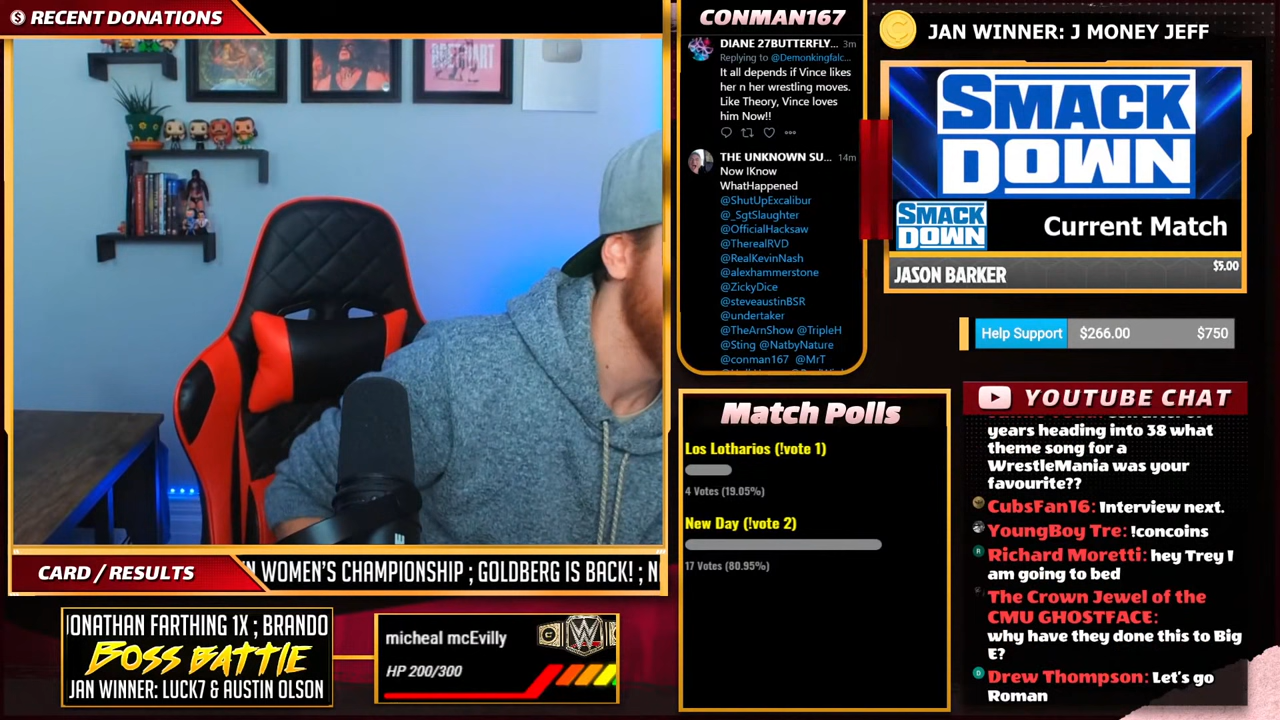 RECENT DONATIONS
BRET HART
CARD / RESULTS
WOMEN'S CHAMPIONSHIP ; GOLDBERG IS BACK! ;
JONATHAN FARTHING 1X ; BRANDO
BOSS BATTLE
JAN WINNER: LUCK7 & AUSTIN OLSON
micheal mcEvilly
HP 200/300
CONMAN167
DIANE 27BUTTERFLY... 3m
Replying to @Demonkingfalc...
It all depends if Vince likes
her n her wrestling moves.
Like Theory, Vince loves
him Now!!
THE UNKNOWN SU... 14m
Now IKnow
WhatHappened
@ShutUpExcalibur
@_SgtSlaughter
@OfficialHacksaw
@TherealRVD
@RealKevinNash
@alexhammerstone
@ZickyDice
@steveaustinBSR
@undertaker
@TheArnShow @TripleH
@Sting @NatbyNature
@conman167 @MrT
Match Polls
Los Lotharios (!vote 1)
4 Votes (19.05%)
New Day (!vote 2)
17 Votes (80.95%)
JAN WINNER: J MONEY JEFF
SMACK
DOWN
SMACK
DOWN
Current Match
JASON BARKER $5.00
Help Support $266.00 $750
YOUTUBE CHAT
years heading into 38 what
theme song for a
WrestleMania was your
favourite??
CubsFan16: Interview next.
YoungBoy Tre: !concoins
Richard Moretti: hey Trey I
am going to bed
The Crown Jewel of the
CMU GHOSTFACE:
why have they done this to Big
E?
Drew Thompson: Let's go
Roman